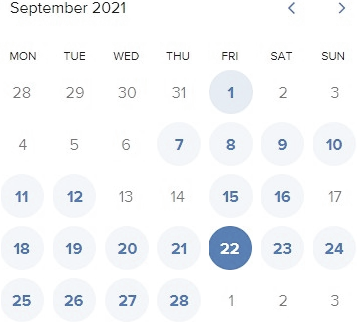 September 2021
MON TUE WED THU FRI SAT SUN
28 29 30 31 1 2 3
4 5 6 7 8 9 10
11 12 13 14 15 16 17
18 19 20 21 22 23 24
25 26 27 28 1 2 3